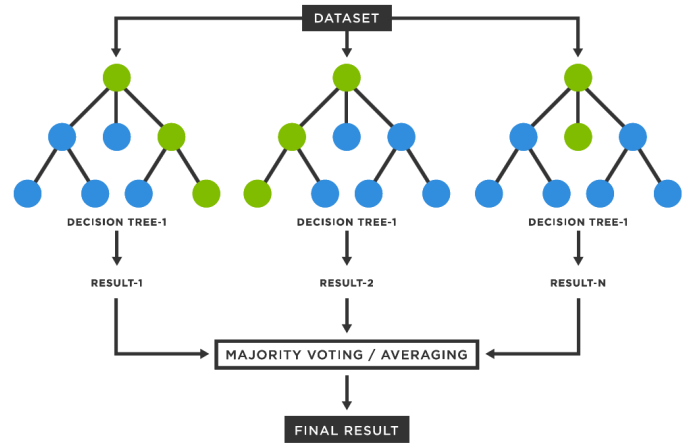 DATASET
DECISION TREE-1
DECISION TREE-1
DECISION TREE-1
RESULT-1
RESULT-2
RESULT-N
MAJORITY VOTING / AVERAGING
FINAL RESULT